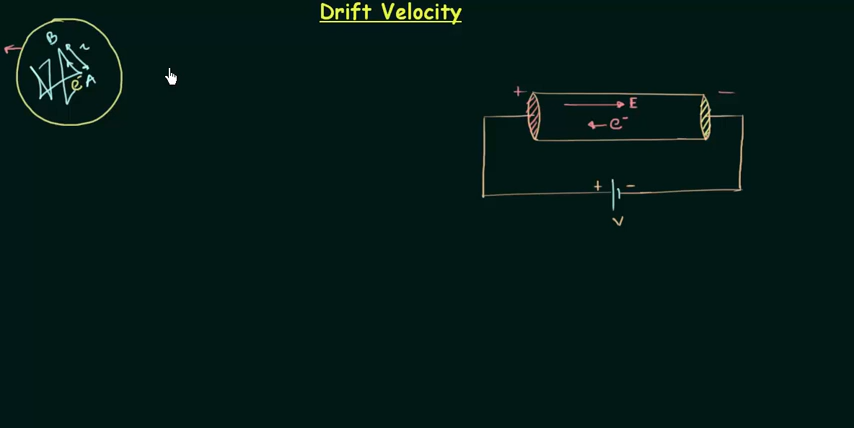 Drift Velocity
B
e⁻ A
+ −
E
e⁻
+ −
V